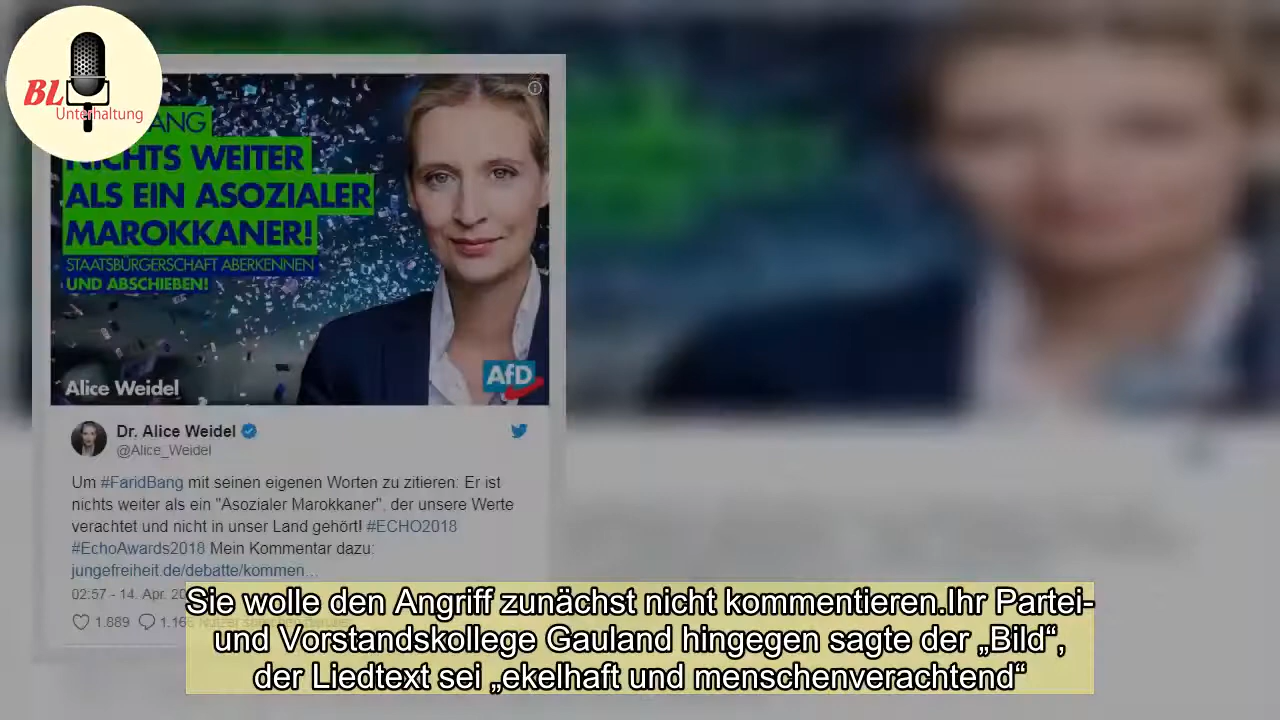 BL
Unterhaltung
BANG
NICHTS WEITER
ALS EIN ASOZIALER
MAROKKANER!
STAATSBÜRGERSCHAFT ABERKENNEN
UND ABSCHIEBEN!
Alice Weidel
AfD
Dr. Alice Weidel
@Alice_Weidel
Um #FaridBang mit seinen eigenen Worten zu zitieren: Er ist
nichts weiter als ein "Asozialer Marokkaner", der unsere Werte
verachtet und nicht in unser Land gehört! #ECHO2018
#EchoAwards2018 Mein Kommentar dazu:
jungefreiheit.de/debatte/kommen...
02:57 - 14. Apr.
1.889
Sie wolle den Angriff zunächst nicht kommentieren.Ihr Partei-
und Vorstandskollege Gauland hingegen sagte der „Bild“,
der Liedtext sei „ekelhaft und menschenverachtend“